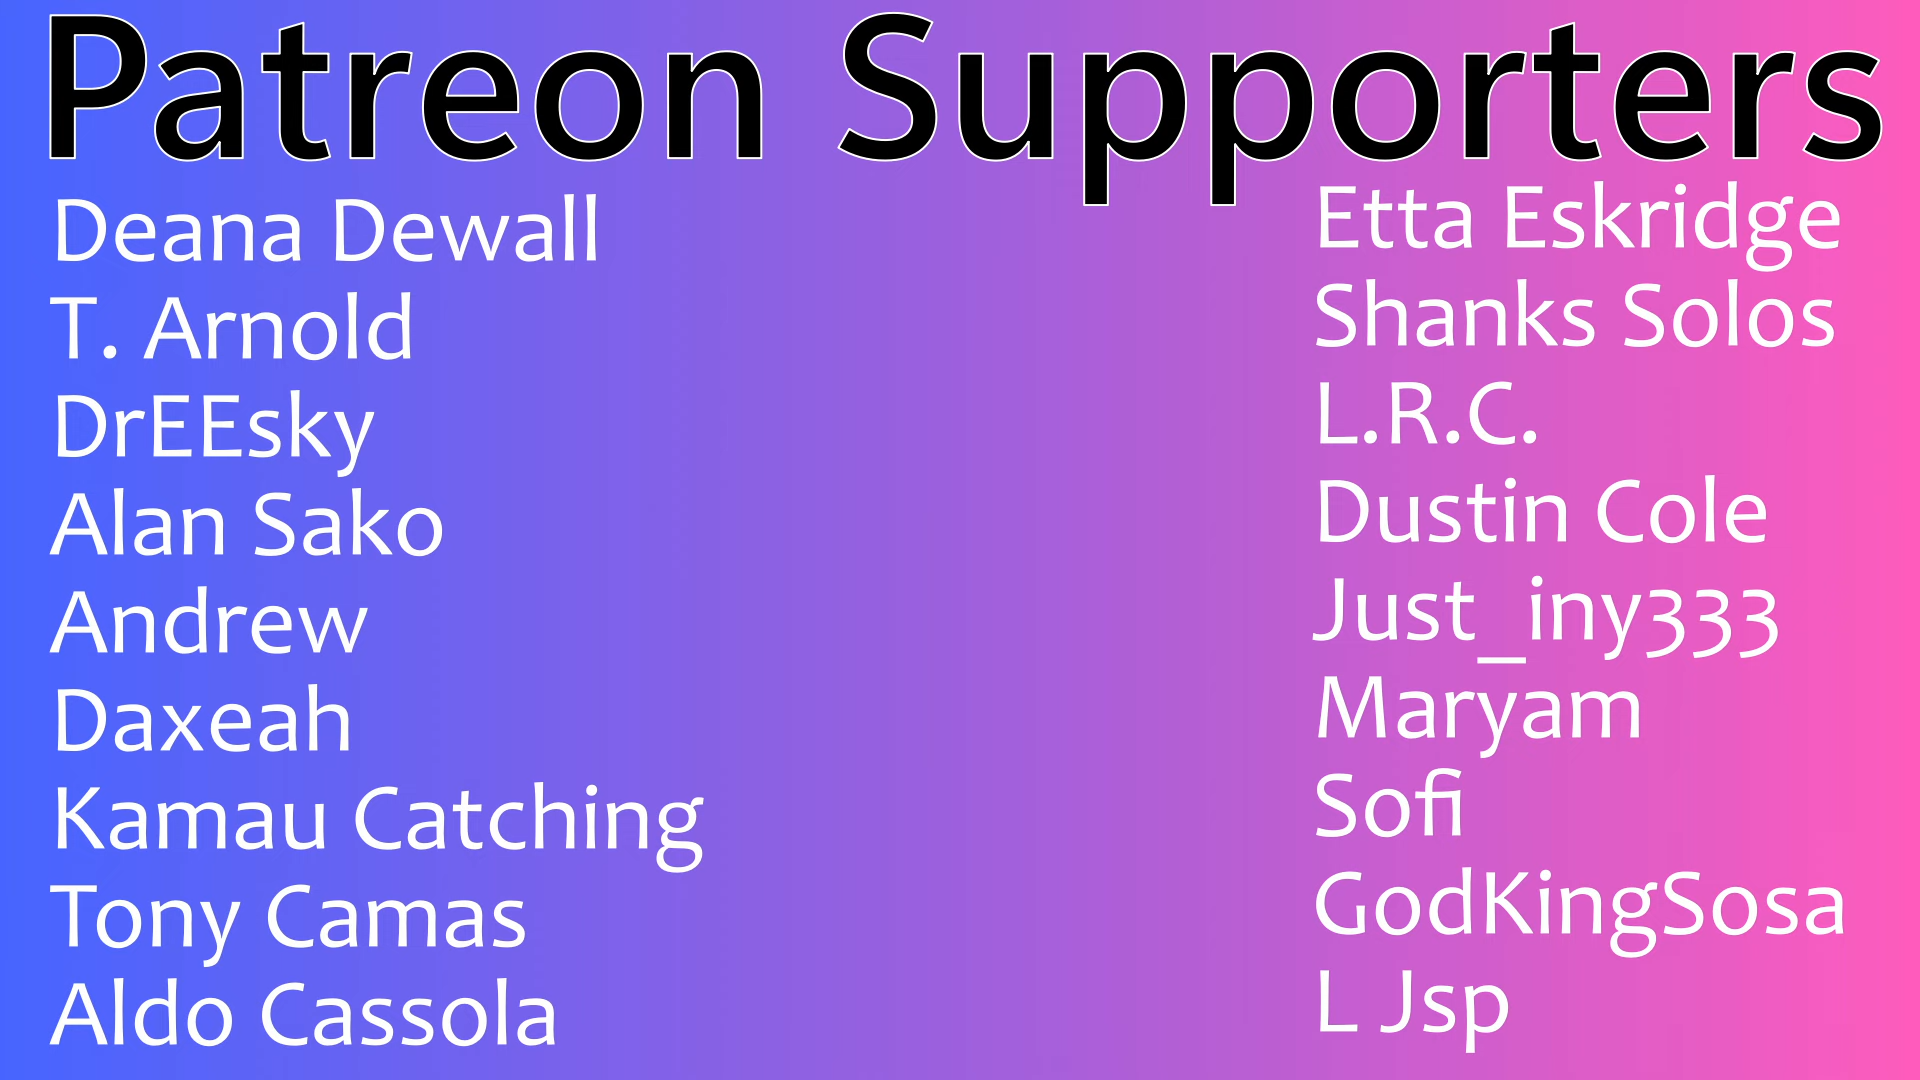 Patreon Supporters
Deana Dewall
T. Arnold
DrEEsky
Alan Sako
Andrew
Daxeah
Kamau Catching
Tony Camas
Aldo Cassola
Etta Eskridge
Shanks Solos
L.R.C.
Dustin Cole
Just_iny333
Maryam
Sofi
GodKingSosa
L Jsp